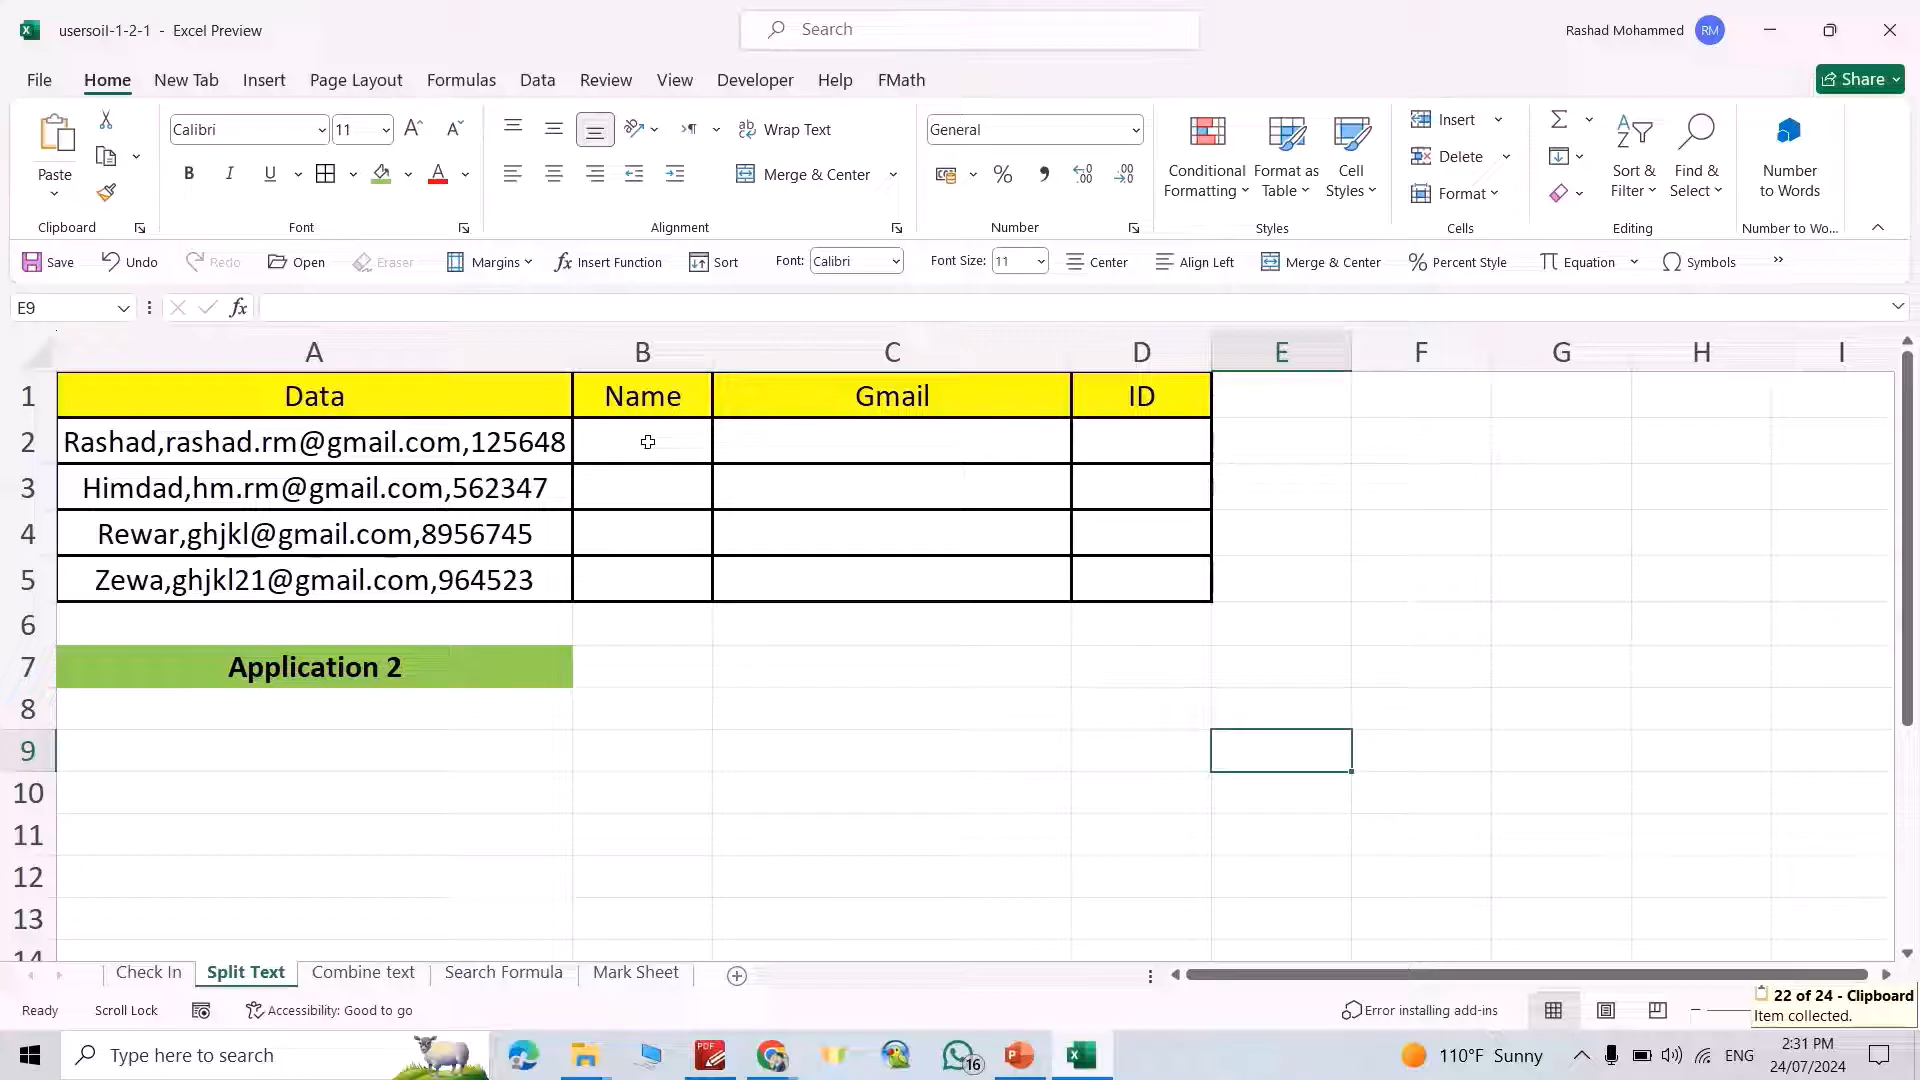 usersoil-1-2-1 - Excel Preview
Search
Rashad Mohammed RM
File Home New Tab Insert Page Layout Formulas Data Review View Developer Help FMath Share
Calibri 11 Wrap Text General
Insert
Delete
Format
Paste
B I U
Merge & Center
% ,
Conditional Formatting
Format as Table
Cell Styles
Sort & Filter
Find & Select
Number to Words
Clipboard Font Alignment Number Styles Cells Editing Number to Wo...
Save Undo Redo Open Eraser Margins Insert Function Sort Font: Calibri Font Size: 11 Center Align Left Merge & Center % Percent Style Equation Symbols
E9 fx
A B C D E F G H I
1 Data Name Gmail ID
2 Rashad,rashad.rm@gmail.com,125648
3 Himdad,hm.rm@gmail.com,562347
4 Rewar,ghjkl@gmail.com,8956745
5 Zewa,ghjkl21@gmail.com,964523
6
7 Application 2
8
9
10
11
12
13
14
Check In Split Text Combine text Search Formula Mark Sheet
Ready Scroll Lock Accessibility: Good to go Error installing add-ins
22 of 24 - Clipboard
Item collected.
Type here to search
PDF
16
110°F Sunny
ENG
2:31 PM
24/07/2024